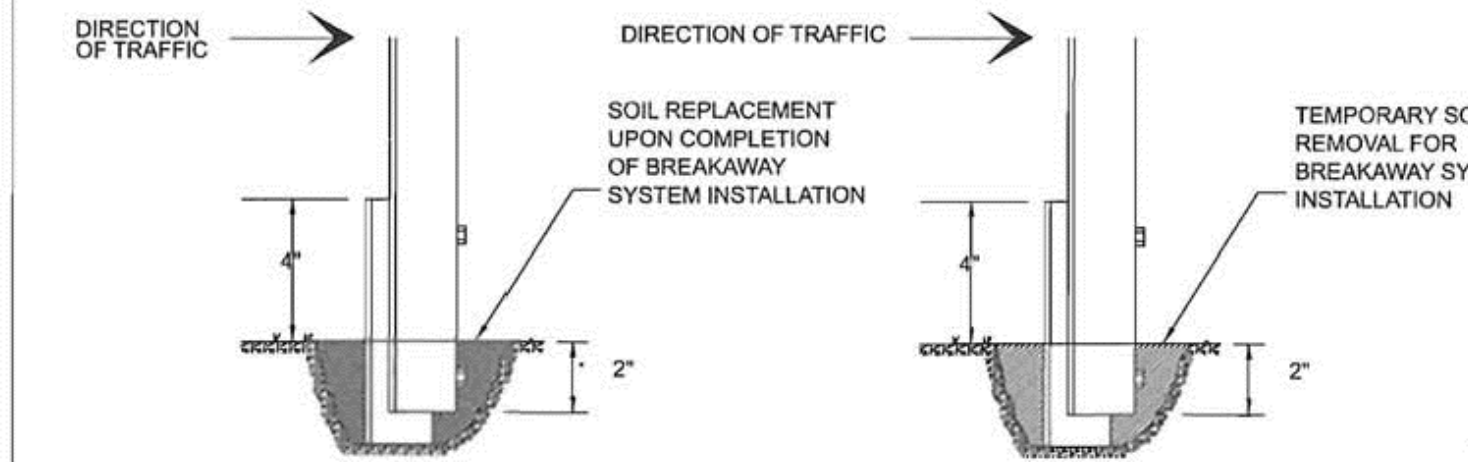 DIRECTION
OF TRAFFIC
SOIL REPLACEMENT
UPON COMPLETION
OF BREAKAWAY
SYSTEM INSTALLATION
4"
2"
DIRECTION OF TRAFFIC
TEMPORARY
REMOVAL FOR
BREAKAWAY
INSTALLATION
4"
2"